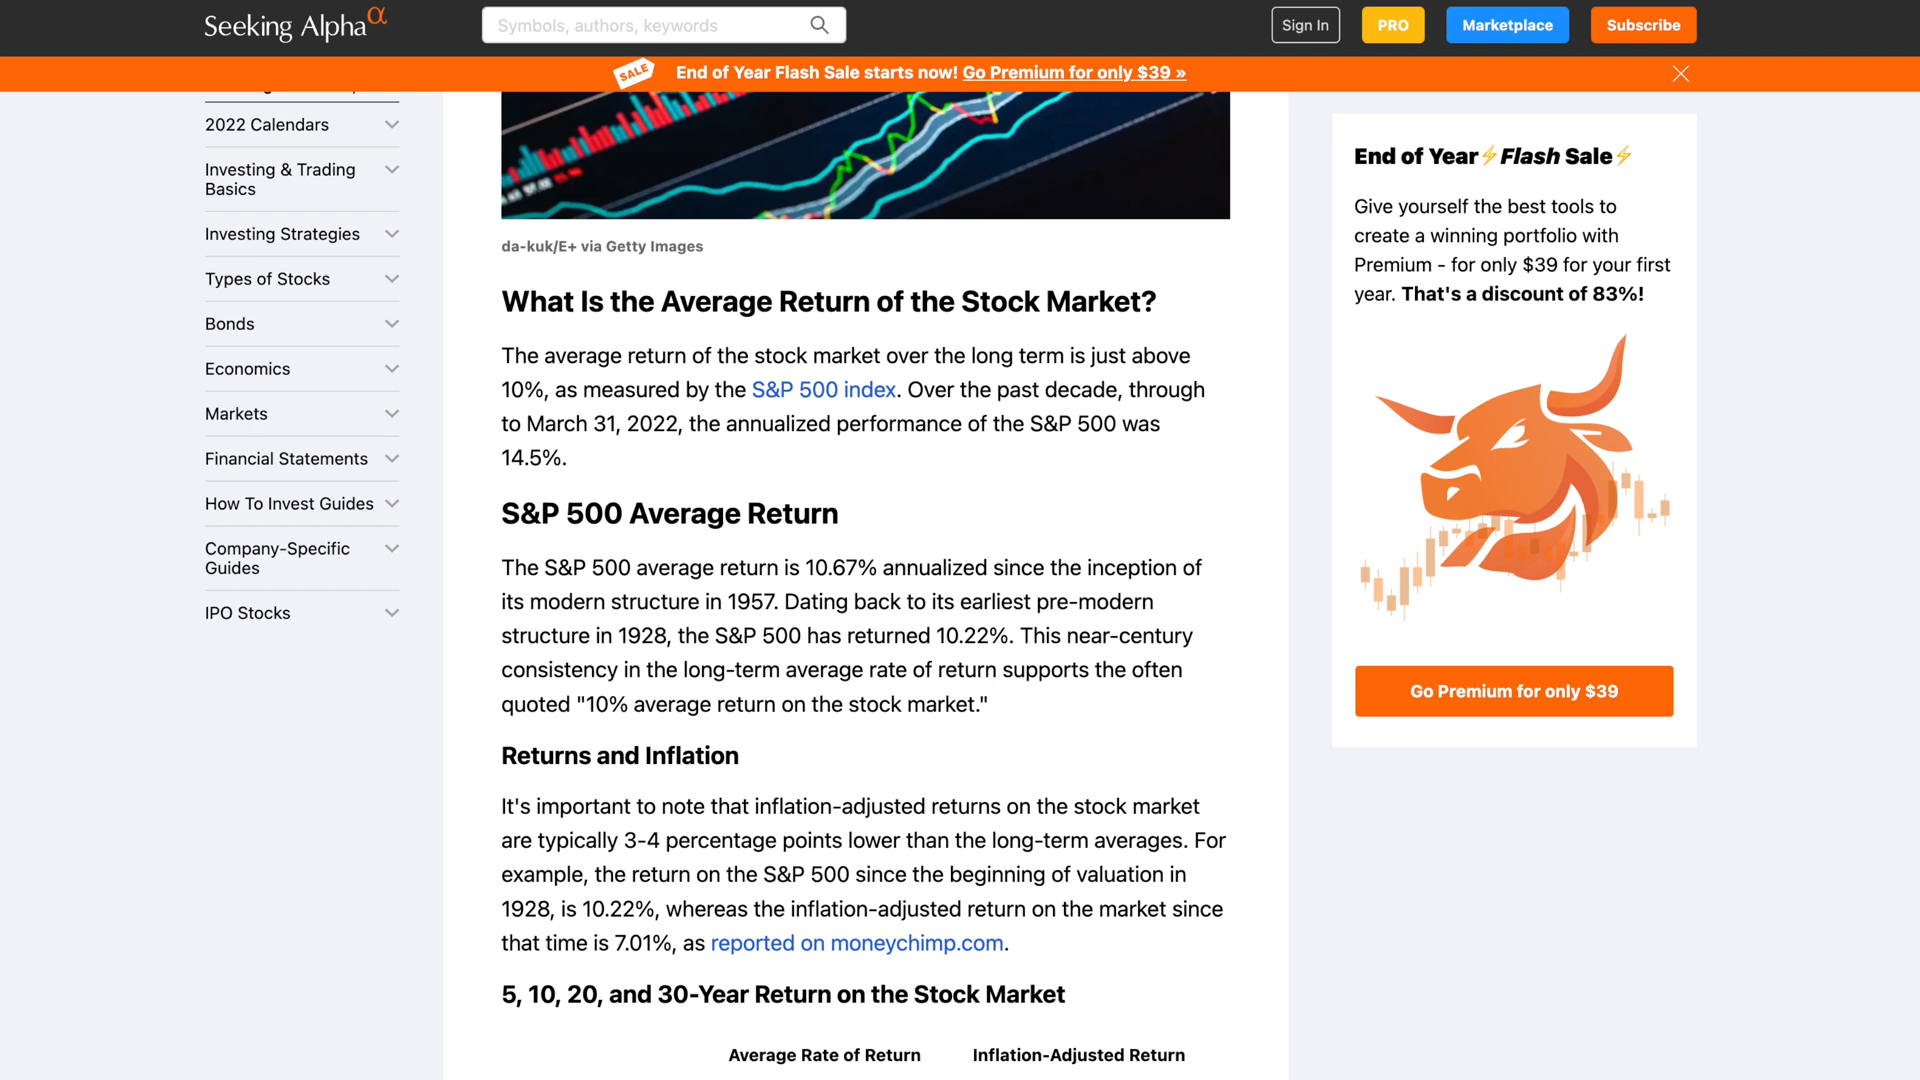 Seeking Alpha α
Symbols, authors, keywords
Sign In
PRO
Marketplace
Subscribe
SALE
End of Year Flash Sale starts now! Go Premium for only $39 »
2022 Calendars
Investing & Trading
Basics
Investing Strategies
Types of Stocks
Bonds
Economics
Markets
Financial Statements
How To Invest Guides
Company-Specific
Guides
IPO Stocks
da-kuk/E+ via Getty Images
What Is the Average Return of the Stock Market?
The average return of the stock market over the long term is just above
10%, as measured by the S&P 500 index. Over the past decade, through
to March 31, 2022, the annualized performance of the S&P 500 was
14.5%.
S&P 500 Average Return
The S&P 500 average return is 10.67% annualized since the inception of
its modern structure in 1957. Dating back to its earliest pre-modern
structure in 1928, the S&P 500 has returned 10.22%. This near-century
consistency in the long-term average rate of return supports the often
quoted "10% average return on the stock market."
Returns and Inflation
It's important to note that inflation-adjusted returns on the stock market
are typically 3-4 percentage points lower than the long-term averages. For
example, the return on the S&P 500 since the beginning of valuation in
1928, is 10.22%, whereas the inflation-adjusted return on the market since
that time is 7.01%, as reported on moneychimp.com.
5, 10, 20, and 30-Year Return on the Stock Market
Average Rate of Return
Inflation-Adjusted Return
End of Year⚡Flash Sale⚡
Give yourself the best tools to
create a winning portfolio with
Premium - for only $39 for your first
year. That's a discount of 83%!
Go Premium for only $39